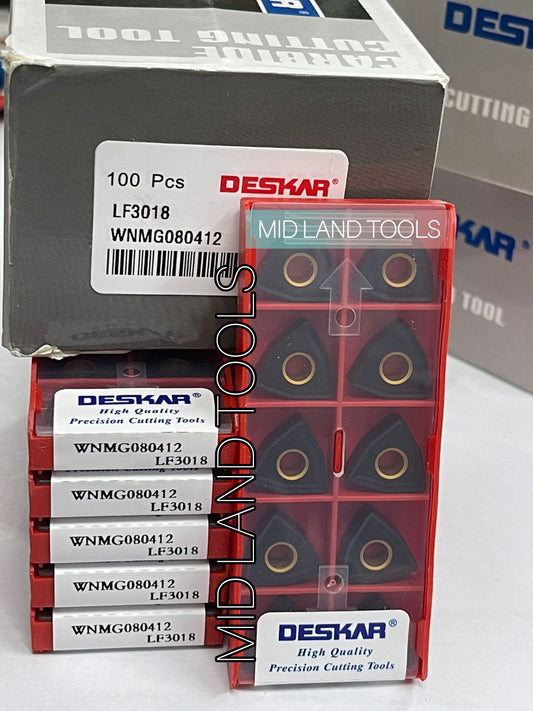 CARBIDE
CUTTING TOOL
DES
CUTTING
KAR®
TOOL
100 Pcs DESKAR®
LF3018
WNMG080412
MID LAND TOOLS
MID LAND TOOLS
DESKAR®
High Quality
Precision Cutting Tools
WNMG080412
LF3018
WNMG080412
LF3018
WNMG080412
LF3018
WNMG080412
LF3018
WNMG080412
LF3018
DESKAR®
High Quality
Precision Cutting Tools